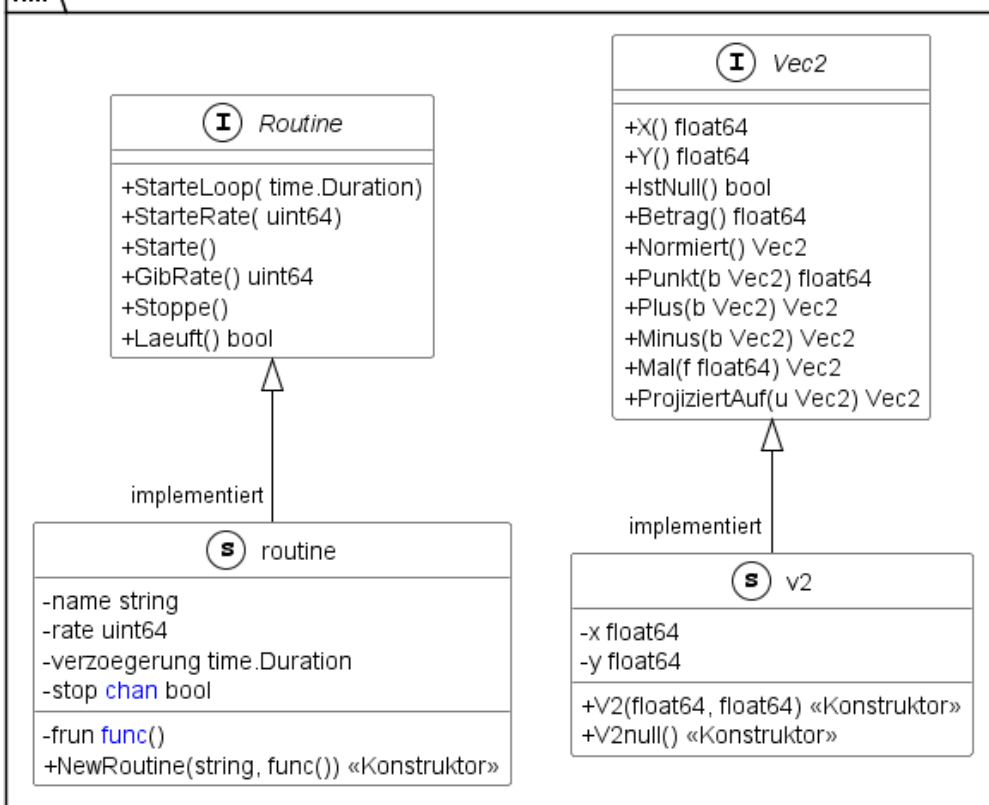 I Routine
+StarteLoop( time.Duration)
+StarteRate( uint64)
+Starte()
+GibRate() uint64
+Stoppe()
+Laeuft() bool
implementiert
s routine
-name string
-rate uint64
-verzoegerung time.Duration
-stop chan bool
-frun func()
+NewRoutine(string, func()) «Konstruktor»
I Vec2
+X() float64
+Y() float64
+IstNull() bool
+Betrag() float64
+Normiert() Vec2
+Punkt(b Vec2) float64
+Plus(b Vec2) Vec2
+Minus(b Vec2) Vec2
+Mal(f float64) Vec2
+ProjiziertAuf(u Vec2) Vec2
implementiert
s v2
-x float64
-y float64
+V2(float64, float64) «Konstruktor»
+V2null() «Konstruktor»